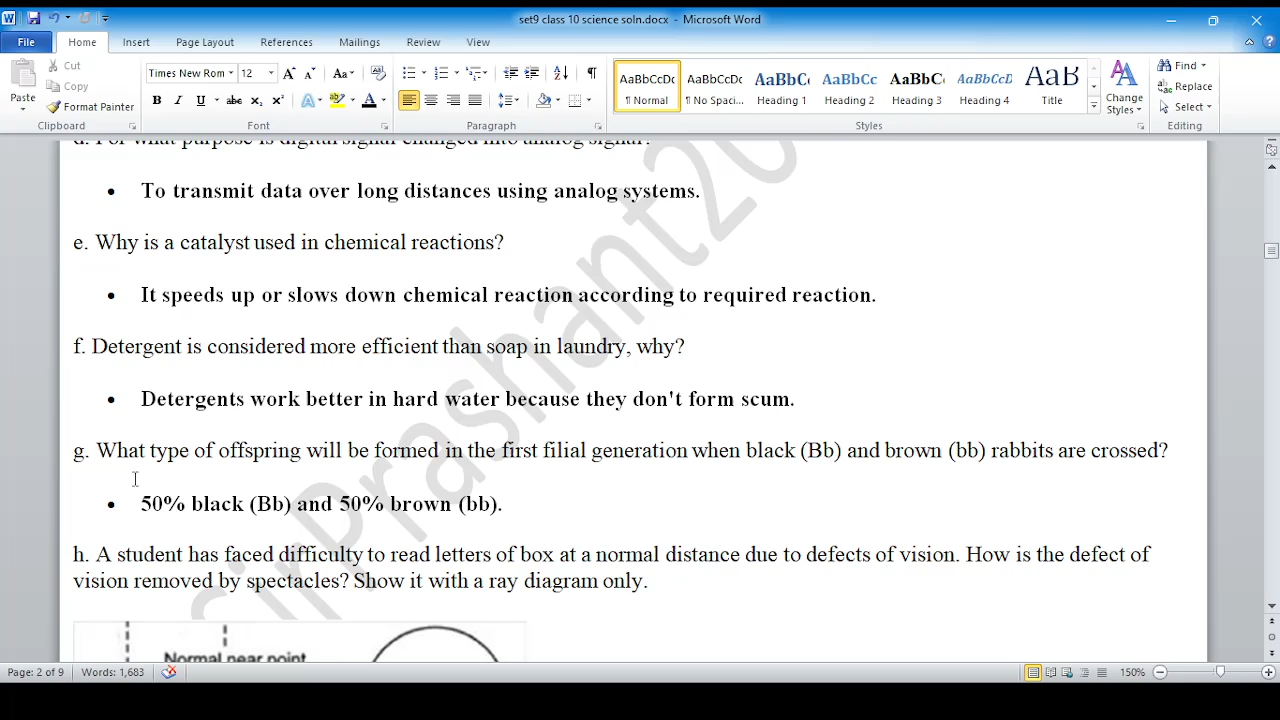 set9 class 10 science soln.docx - Microsoft Word
File Home Insert Page Layout References Mailings Review View
Paste
Cut
Copy
Format Painter
Clipboard
Times New Rom 12
Font
Paragraph
AaBbCcDc ¶ Normal
AaBbCcDc ¶ No Spaci...
AaBbCc Heading 1
AaBbCc Heading 2
AaBbC Heading 3
AaBbCcD Heading 4
AaB Title
Change Styles
Styles
Find
Replace
Select
Editing
d. For what purpose is digital signal changed into analog signal?
• To transmit data over long distances using analog systems.
e. Why is a catalyst used in chemical reactions?
• It speeds up or slows down chemical reaction according to required reaction.
f. Detergent is considered more efficient than soap in laundry, why?
• Detergents work better in hard water because they don't form scum.
g. What type of offspring will be formed in the first filial generation when black (Bb) and brown (bb) rabbits are crossed?
• 50% black (Bb) and 50% brown (bb).
h. A student has faced difficulty to read letters of box at a normal distance due to defects of vision. How is the defect of
vision removed by spectacles? Show it with a ray diagram only.
Normal near point
SirPrashant20
Page: 2 of 9 Words: 1,683 150%